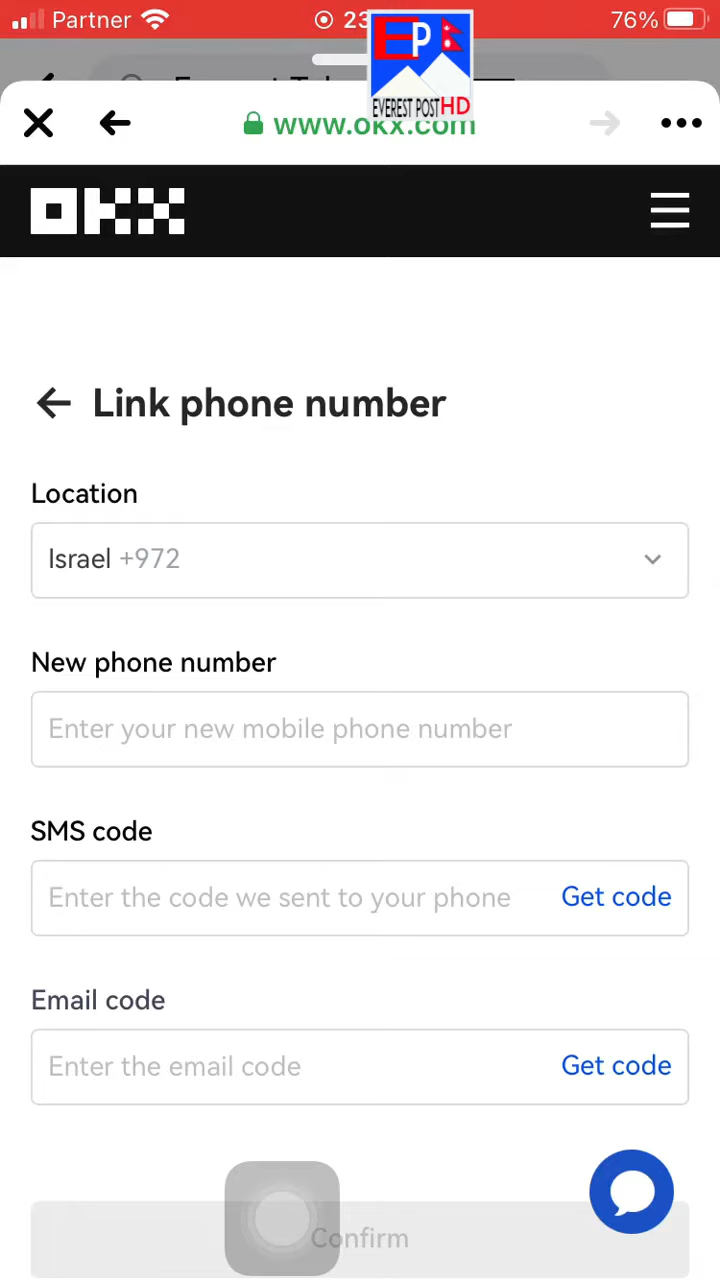 Partner
23
76%
EP
EVEREST POST HD
www.okx.com
OKX
Link phone number
Location
Israel +972
New phone number
Enter your new mobile phone number
SMS code
Enter the code we sent to your phone Get code
Email code
Enter the email code Get code
Confirm